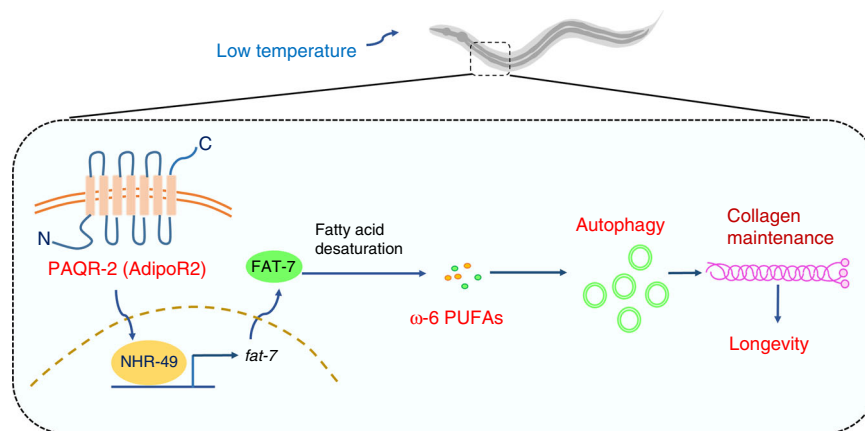 Low temperature
C
N
PAQR-2 (AdipoR2)
NHR-49
fat-7
FAT-7
Fatty acid
desaturation
ω-6 PUFAs
Autophagy
Collagen
maintenance
Longevity